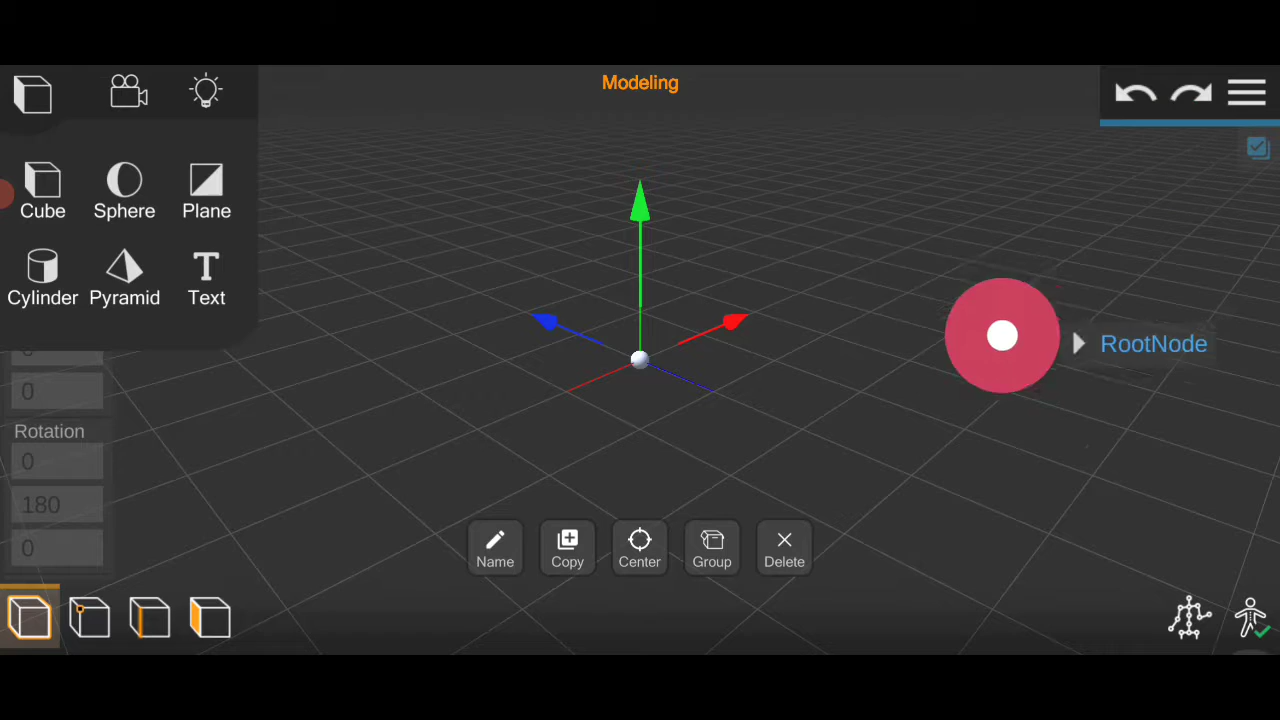 Modeling
Cube Sphere Plane
Cylinder Pyramid Text
RootNode
0
Rotation
0
180
0
Name Copy Center Group Delete